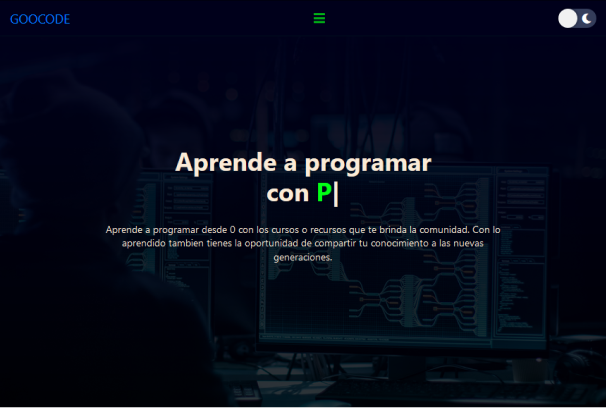 GOOCODE
Aprende a programar
con P|
Aprende a programar desde 0 con los cursos o recursos que te brinda la comunidad. Con lo
aprendido tambien tienes la oportunidad de compartir tu conocimiento a las nuevas
generaciones.